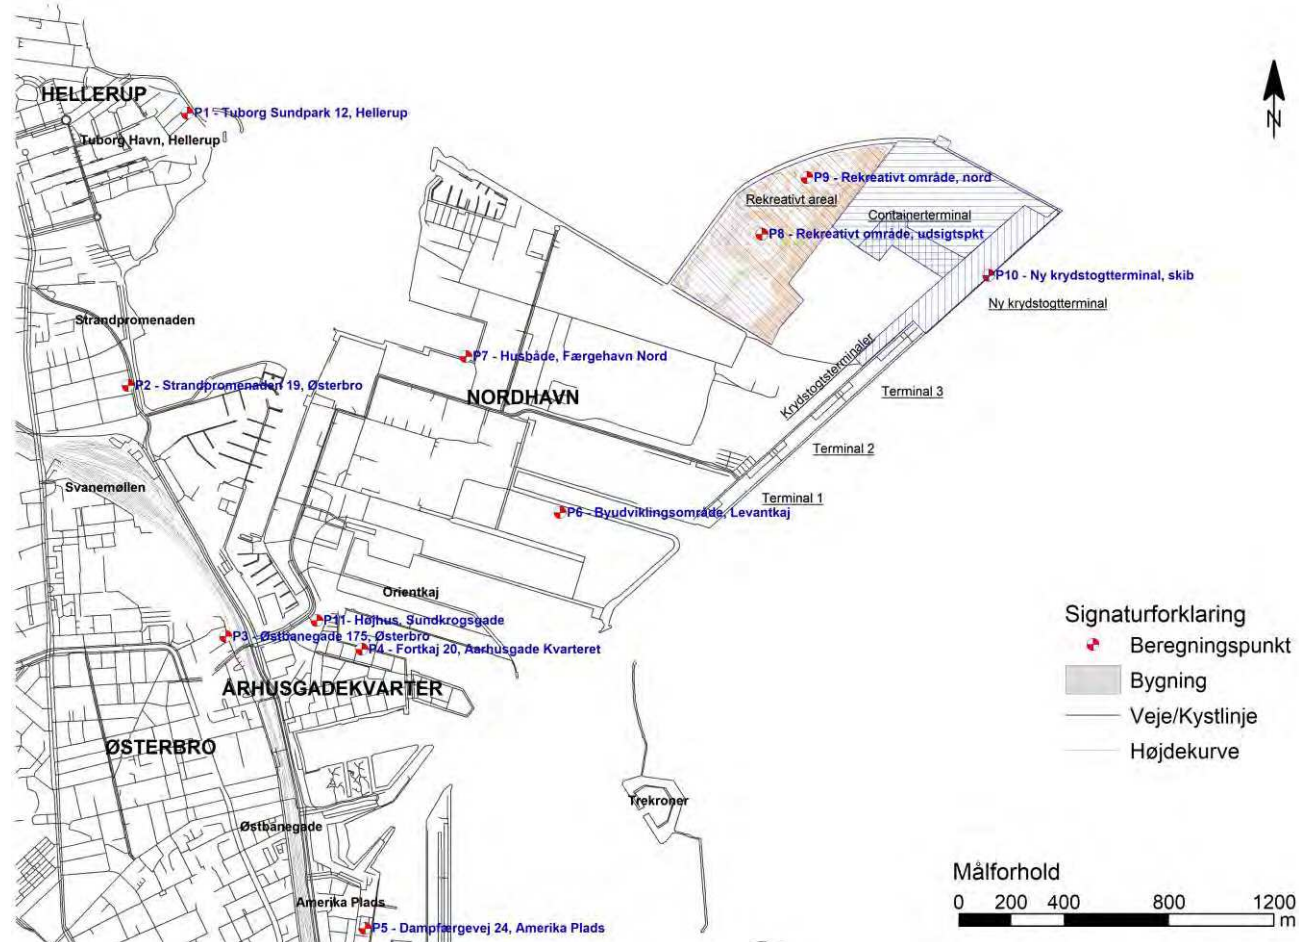 HELLERUP
P1 - Tuborg Sundpark 12, Hellerup
Tuborg Havn, Hellerup
N
P9 - Rekreativt område, nord
Rekreativt areal
Containerterminal
P8 - Rekreativt område, udsigtspkt
P10 - Ny krydstogtterminal, skib
Ny krydstogtterminal
Strandpromenaden
P7 - Husbåde, Færgehavn Nord
Krydstogtsterminaler
P2 - Strandpromenaden 19, Østerbro
NORDHAVN
Terminal 3
Terminal 2
Svanemøllen
Terminal 1
P6 - Byudviklingsområde, Levantkaj
Orientkaj
P11- Højhus, Sundkrogsgade
P3 - Østbanegade 175, Østerbro
P4 - Fortkaj 20, Aarhusgade Kvarteret
ÅRHUSGADEKVARTER
ØSTERBRO
Trekroner
Østbanegade
Amerika Plads
P5 - Dampfærgevej 24, Amerika Plads
Signaturforklaring
Beregningspunkt
Bygning
Veje/Kystlinje
Højdekurve
Målforhold
0 200 400 800 1200
m